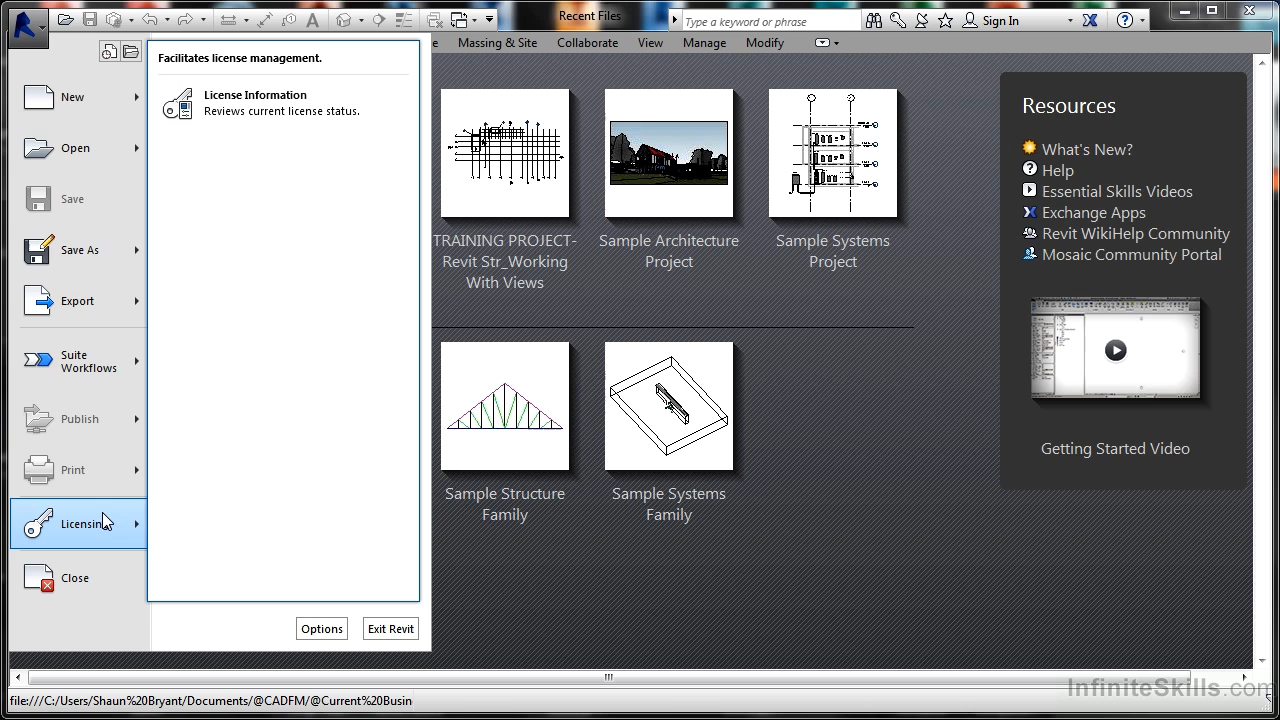 Recent Files
Type a keyword or phrase
Sign In
e
Massing & Site
Collaborate
View
Manage
Modify
Facilitates license management.
License Information
Reviews current license status.
New
Open
Save
Save As
Export
Suite
Workflows
Publish
Print
Licensin
Close
Options
Exit Revit
TRAINING PROJECT-
Revit Str_Working
With Views
Sample Architecture
Project
Sample Systems
Project
Sample Structure
Family
Sample Systems
Family
Resources
What's New?
Help
Essential Skills Videos
Exchange Apps
Revit WikiHelp Community
Mosaic Community Portal
Getting Started Video
file:///C:/Users/Shaun%20Bryant/Documents/@CADFM/@Current%20Busin
InfiniteSkills.com